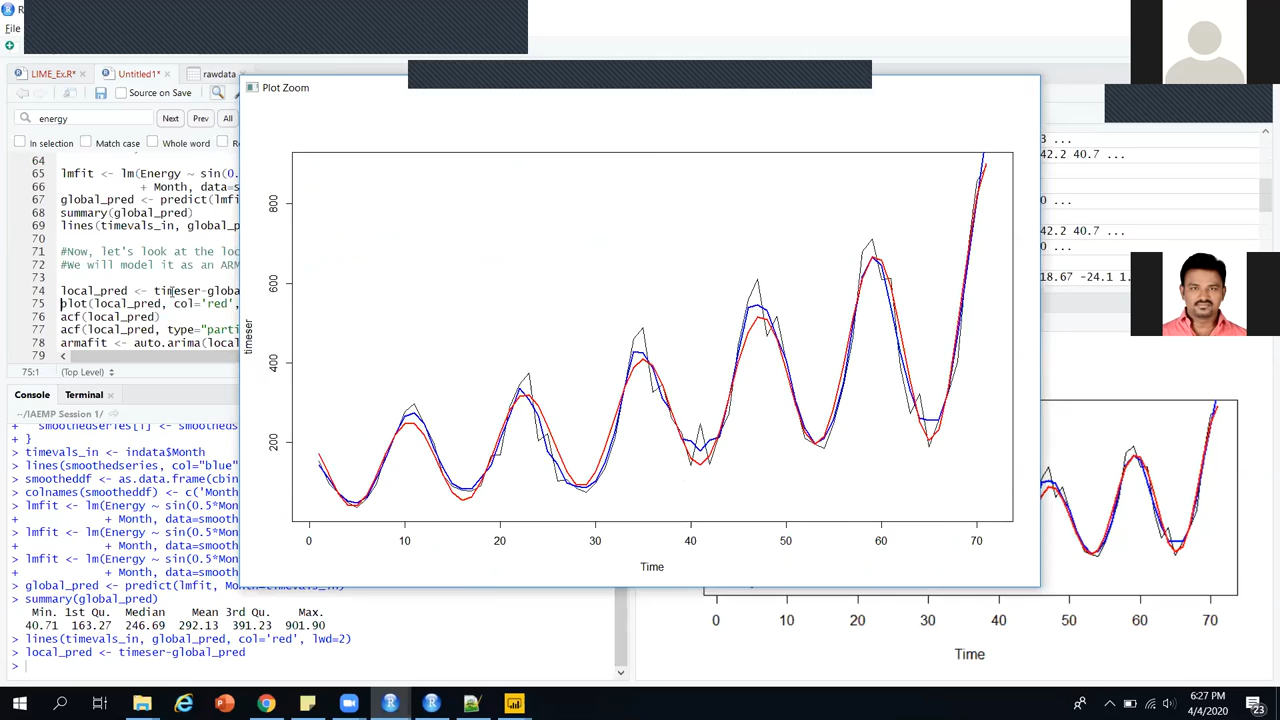 R
File
LIME_Ex.R* ×
Untitled1* ×
rawdata
Source on Save
energy
Next
Prev
All
In selection
Match case
Whole word
Re
64
65 lmfit <- lm(Energy ~ sin(0.
66 + Month, data=s
67 global_pred <- predict(lmfi
68 summary(global_pred)
69 lines(timevals_in, global_p
70
71 #Now, let's look at the loc
72 #We will model it as an ARM
73
74 local_pred <- timeser-globa
75 plot(local_pred, col='red',
76 acf(local_pred)
77 acf(local_pred, type="parti
78 armafit <- auto.arima(local
79
75:1
(Top Level)
Console
Terminal ×
~/IAEMP Session 1/
+ smoothedseries[i] <- smootheds
+ }
> timevals_in <- indata$Month
> lines(smoothedseries, col="blue"
> smootheddf <- as.data.frame(cbin
> colnames(smootheddf) <- c('Month
> lmfit <- lm(Energy ~ sin(0.5*Mon
+ + Month, data=smooth
> lmfit <- lm(Energy ~ sin(0.5*Mon
+ + Month, data=smooth
> lmfit <- lm(Energy ~ sin(0.5*Mon
+ + Month, data=smooth
> global_pred <- predict(lmfit, Month=timevals_in)
> summary(global_pred)
Min. 1st Qu. Median Mean 3rd Qu. Max.
40.71 163.27 246.69 292.13 391.23 901.90
> lines(timevals_in, global_pred, col='red', lwd=2)
> local_pred <- timeser-global_pred
>
Plot Zoom
timeser
800
600
400
200
0 10 20 30 40 50 60 70
Time
3 ...
42.2 40.7 ...
0 ...
42.2 40.7 ...
0 ...
18.67 -24.1 1.
0 10 20 30 40 50 60 70
Time
6:27 PM
4/4/2020
23